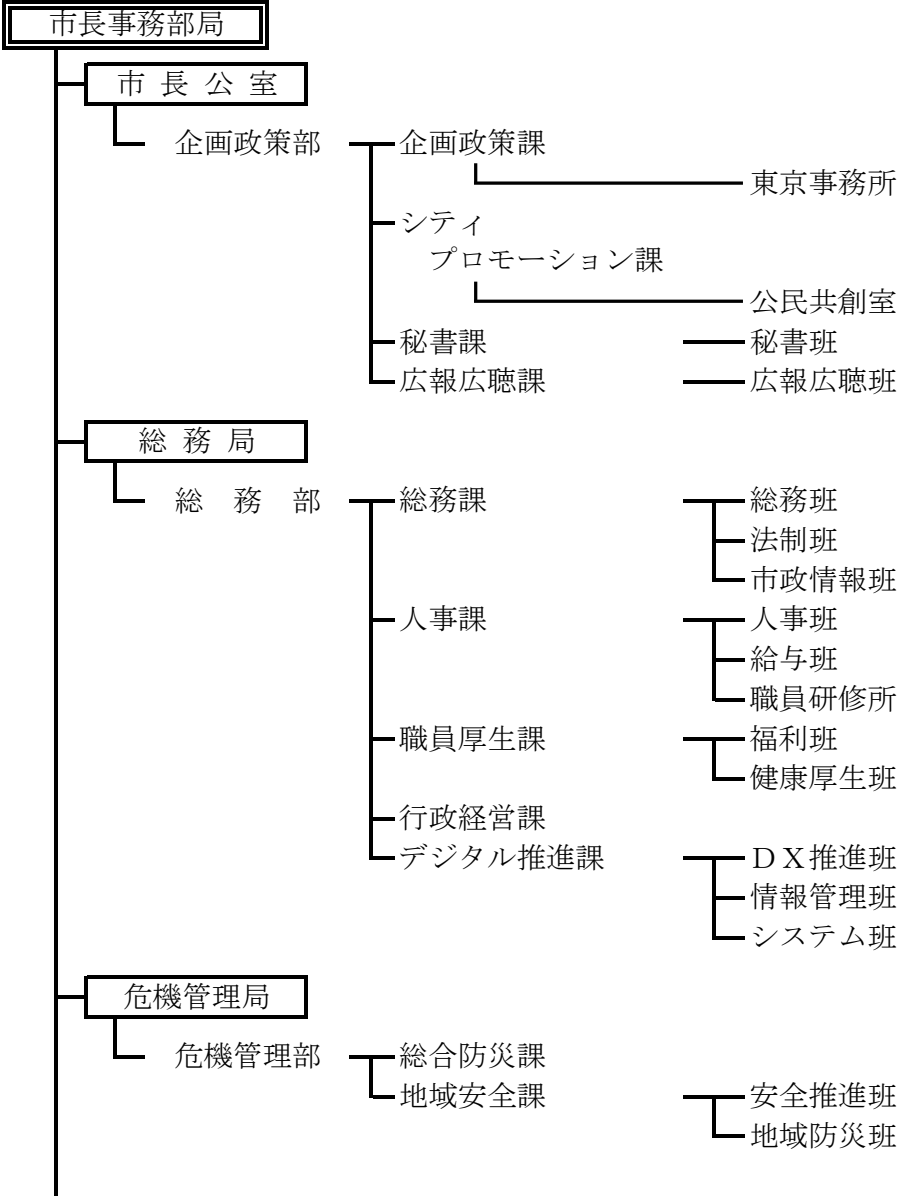 市長事務部局
市長公室
企画政策部 企画政策課
東京事務所
シティ
プロモーション課
公民共創室
秘書課 秘書班
広報広聴課 広報広聴班
総務局
総務部 総務課 総務班
法制班
市政情報班
人事課 人事班
給与班
職員研修所
職員厚生課 福利班
健康厚生班
行政経営課
デジタル推進課 ＤＸ推進班
情報管理班
システム班
危機管理局
危機管理部 総合防災課
地域安全課 安全推進班
地域防災班